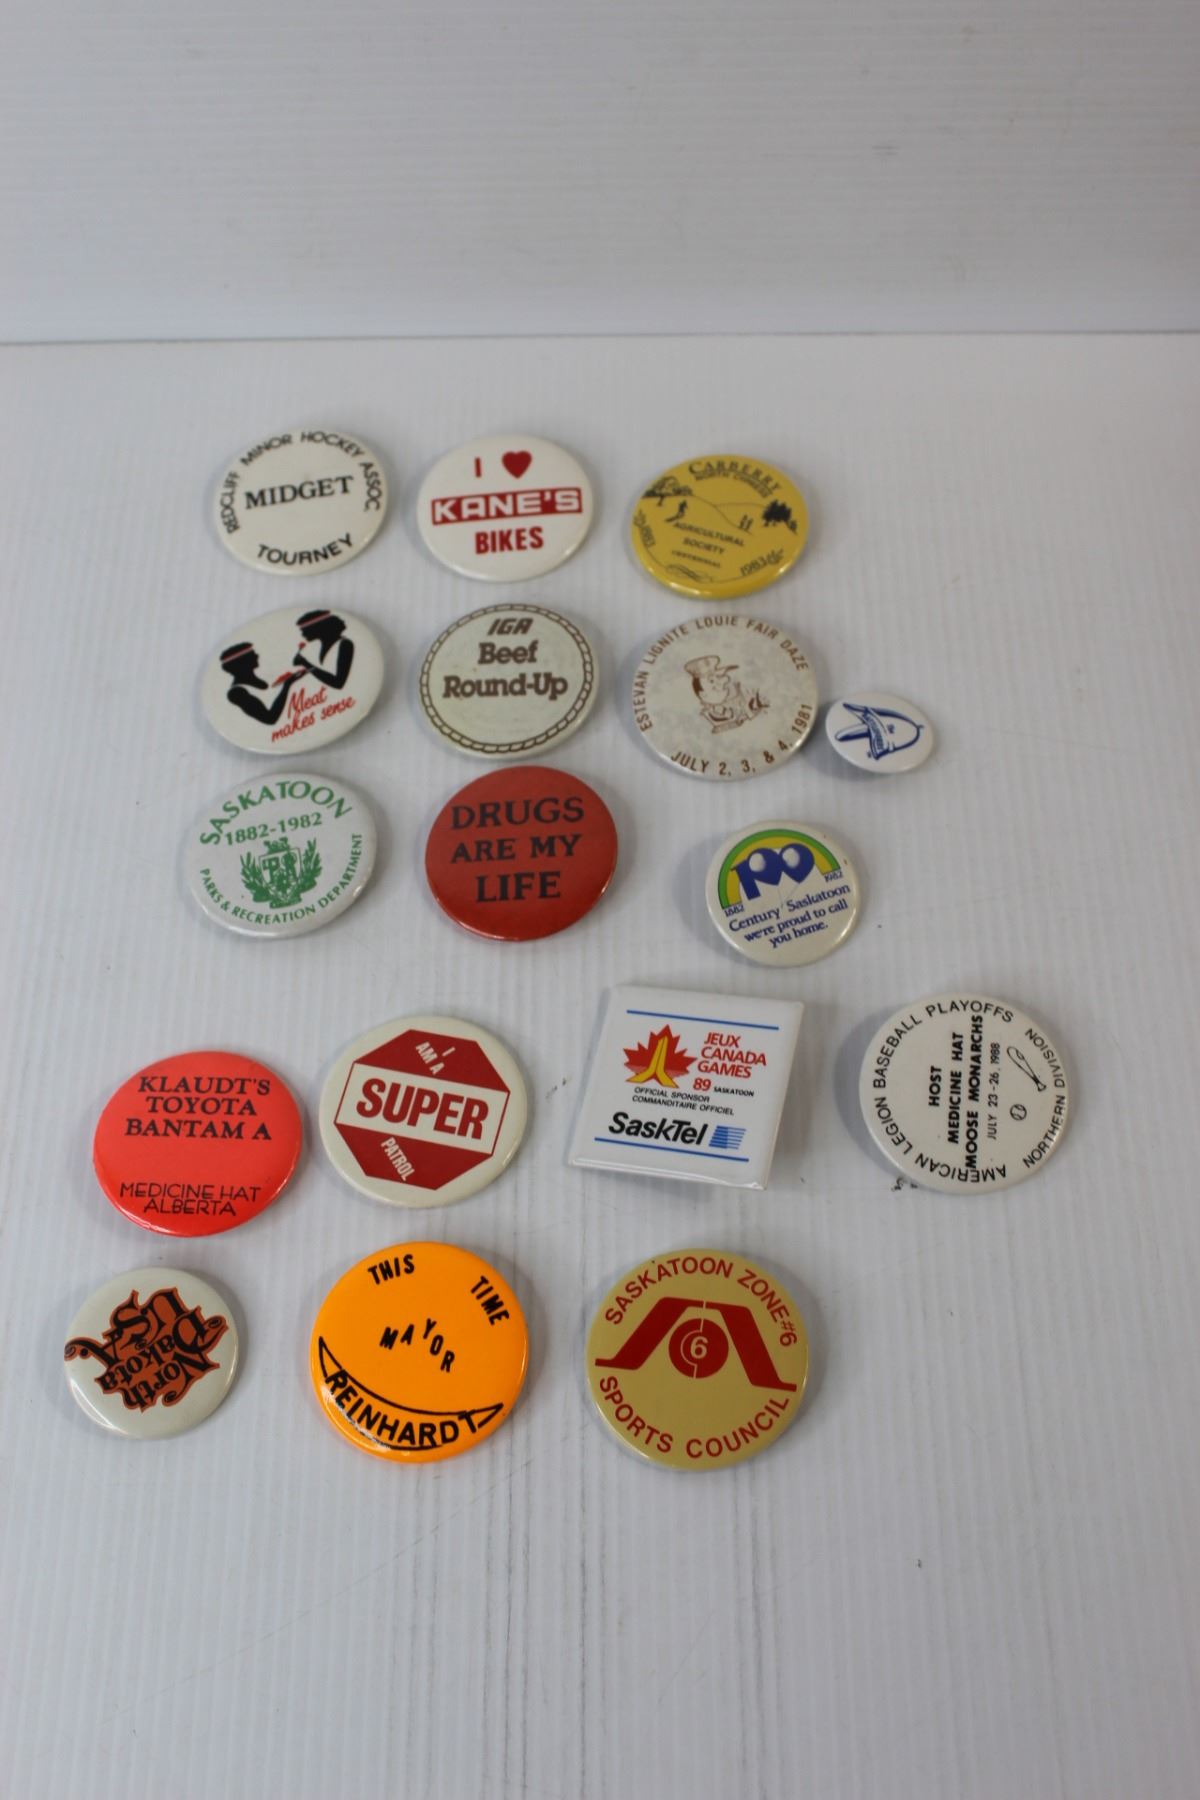 REDCLIFF MINOR HOCKEY ASSOC.
MIDGET
TOURNEY
I
KANE'S
BIKES
CARBERRY
NORTH CYPRESS
AGRICULTURAL
SOCIETY
CENTENNIAL
1883 1983
Meat
makes sense
IGA
Beef
Round-Up
ESTEVAN LIGNITE LOUIE FAIR DAZE
JULY 2, 3, & 4, 1981
SASKATOON
1882-1982
PARKS & RECREATION DEPARTMENT
DRUGS
ARE MY
LIFE
100
1882 1982
Century Saskatoon
we're proud to call
you home.
KLAUDT'S
TOYOTA
BANTAM A
MEDICINE HAT
ALBERTA
I
AM A
SUPER
PATROL
JEUX
CANADA
GAMES
89 SASKATOON
OFFICIAL SPONSOR
COMMANDITAIRE OFFICIEL
SaskTel
AMERICAN LEGION BASEBALL PLAYOFFS
NORTHERN DIVISION
HOST
MEDICINE HAT
MOOSE MONARCHS
JULY 23-26, 1988
North
Dakota
USA
THIS TIME
MAYOR
REINHARDT
SASKATOON ZONE #6
6
SPORTS COUNCIL